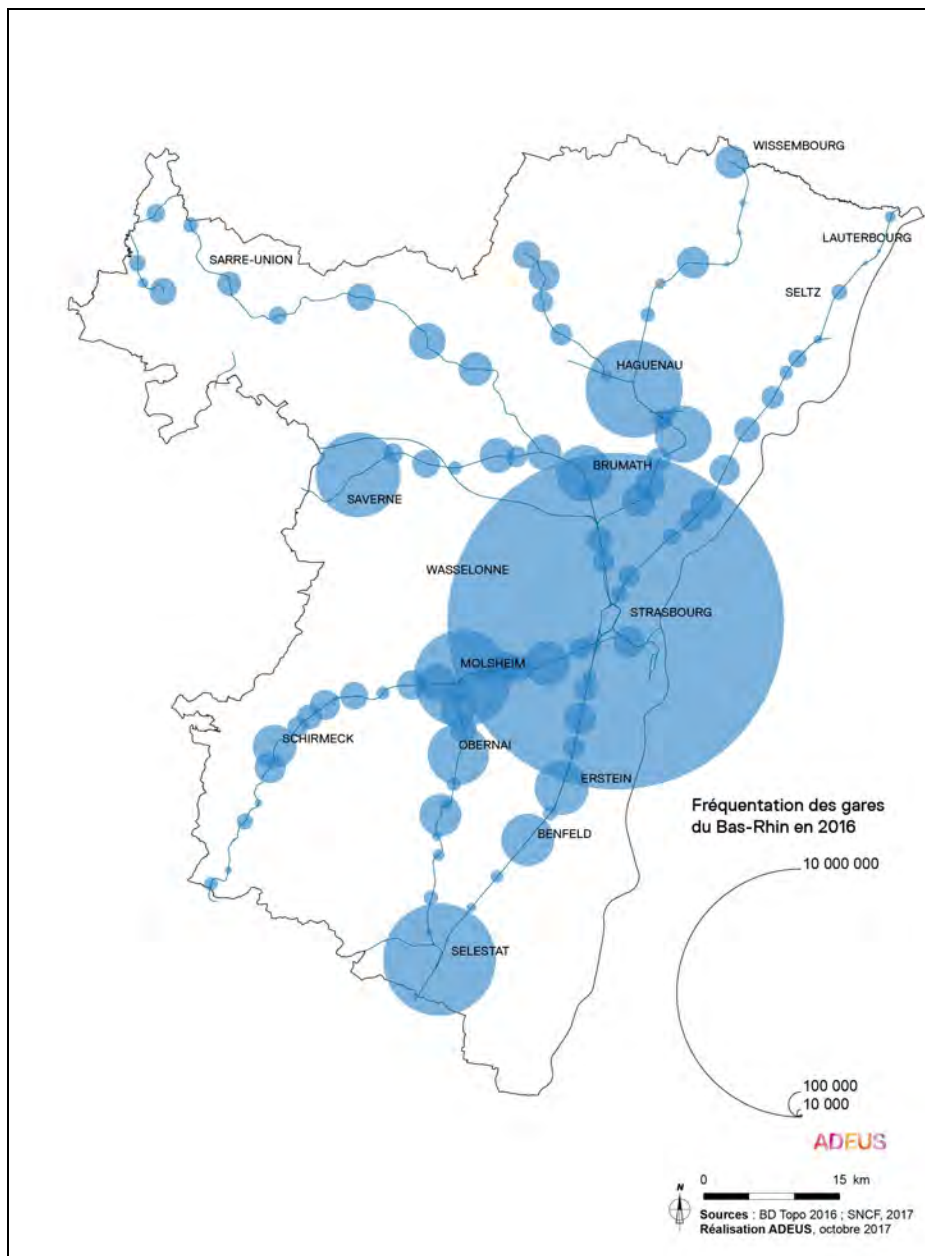 WISSEMBOURG
LAUTERBOURG
SARRE-UNION
SELTZ
HAGUENAU
BRUMATH
SAVERNE
WASSELONNE
STRASBOURG
MOLSHEIM
SCHIRMECK
OBERNAI
ERSTEIN
BENFELD
SELESTAT
Fréquentation des gares
du Bas-Rhin en 2016
10 000 000
100 000
10 000
ADEUS
0 15 km
N
Sources : BD Topo 2016 ; SNCF, 2017
Réalisation ADEUS, octobre 2017